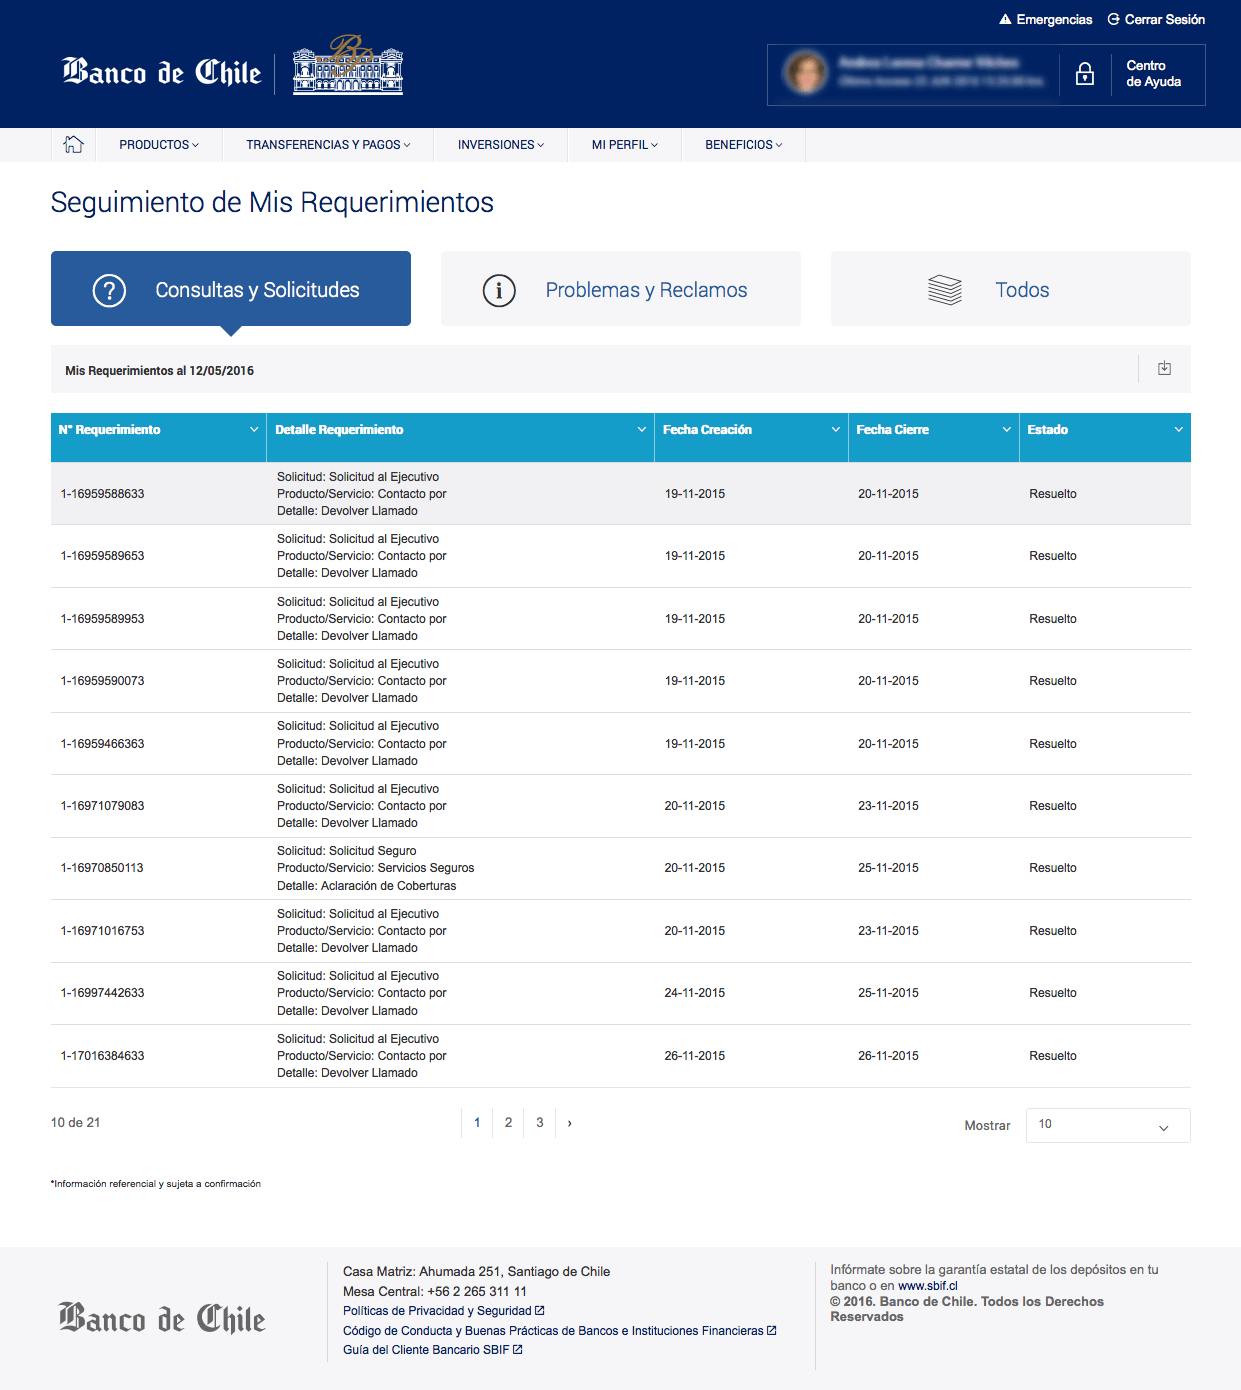 Emergencias Cerrar Sesión
Banco de Chile
Centro
de Ayuda
PRODUCTOS TRANSFERENCIAS Y PAGOS INVERSIONES MI PERFIL BENEFICIOS
Seguimiento de Mis Requerimientos
Consultas y Solicitudes Problemas y Reclamos Todos
Mis Requerimientos al 12/05/2016
N° Requerimiento Detalle Requerimiento Fecha Creación Fecha Cierre Estado
Solicitud: Solicitud al Ejecutivo
1-16959588633 Producto/Servicio: Contacto por 19-11-2015 20-11-2015 Resuelto
Detalle: Devolver Llamado
Solicitud: Solicitud al Ejecutivo
1-16959589653 Producto/Servicio: Contacto por 19-11-2015 20-11-2015 Resuelto
Detalle: Devolver Llamado
Solicitud: Solicitud al Ejecutivo
1-16959589953 Producto/Servicio: Contacto por 19-11-2015 20-11-2015 Resuelto
Detalle: Devolver Llamado
Solicitud: Solicitud al Ejecutivo
1-16959590073 Producto/Servicio: Contacto por 19-11-2015 20-11-2015 Resuelto
Detalle: Devolver Llamado
Solicitud: Solicitud al Ejecutivo
1-16959466363 Producto/Servicio: Contacto por 19-11-2015 20-11-2015 Resuelto
Detalle: Devolver Llamado
Solicitud: Solicitud al Ejecutivo
1-16971079083 Producto/Servicio: Contacto por 20-11-2015 23-11-2015 Resuelto
Detalle: Devolver Llamado
Solicitud: Solicitud Seguro
1-16970850113 Producto/Servicio: Servicios Seguros 20-11-2015 25-11-2015 Resuelto
Detalle: Aclaración de Coberturas
Solicitud: Solicitud al Ejecutivo
1-16971016753 Producto/Servicio: Contacto por 20-11-2015 23-11-2015 Resuelto
Detalle: Devolver Llamado
Solicitud: Solicitud al Ejecutivo
1-16997442633 Producto/Servicio: Contacto por 24-11-2015 25-11-2015 Resuelto
Detalle: Devolver Llamado
Solicitud: Solicitud al Ejecutivo
1-17016384633 Producto/Servicio: Contacto por 26-11-2015 26-11-2015 Resuelto
Detalle: Devolver Llamado
10 de 21 1 2 3 › Mostrar 10
*Información referencial y sujeta a confirmación
Banco de Chile
Casa Matriz: Ahumada 251, Santiago de Chile
Mesa Central: +56 2 265 311 11
Políticas de Privacidad y Seguridad
Código de Conducta y Buenas Prácticas de Bancos e Instituciones Financieras
Guía del Cliente Bancario SBIF
Infórmate sobre la garantía estatal de los depósitos en tu
banco o en www.sbif.cl
© 2016. Banco de Chile. Todos los Derechos
Reservados